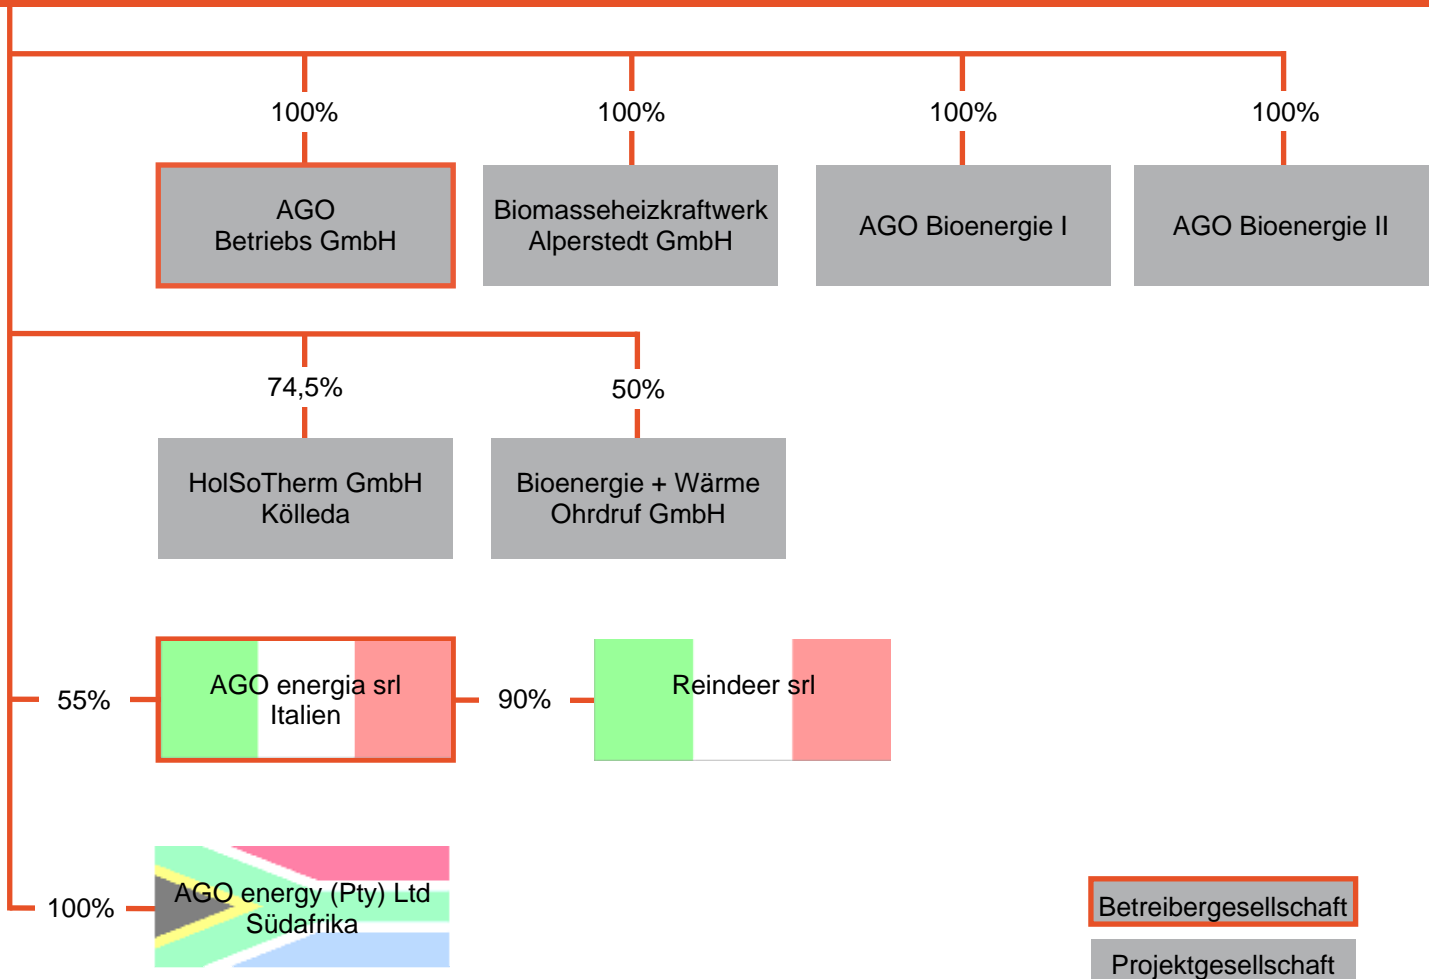 100%
100%
100%
100%
AGO
Betriebs GmbH
Biomasseheizkraftwerk
Alperstedt GmbH
AGO Bioenergie I
AGO Bioenergie II
74,5%
50%
HolSoTherm GmbH
Kölleda
Bioenergie + Wärme
Ohrdruf GmbH
55%
AGO energia srl
Italien
90%
Reindeer srl
100%
AGO energy (Pty) Ltd
Südafrika
Betreibergesellschaft
Projektgesellschaft